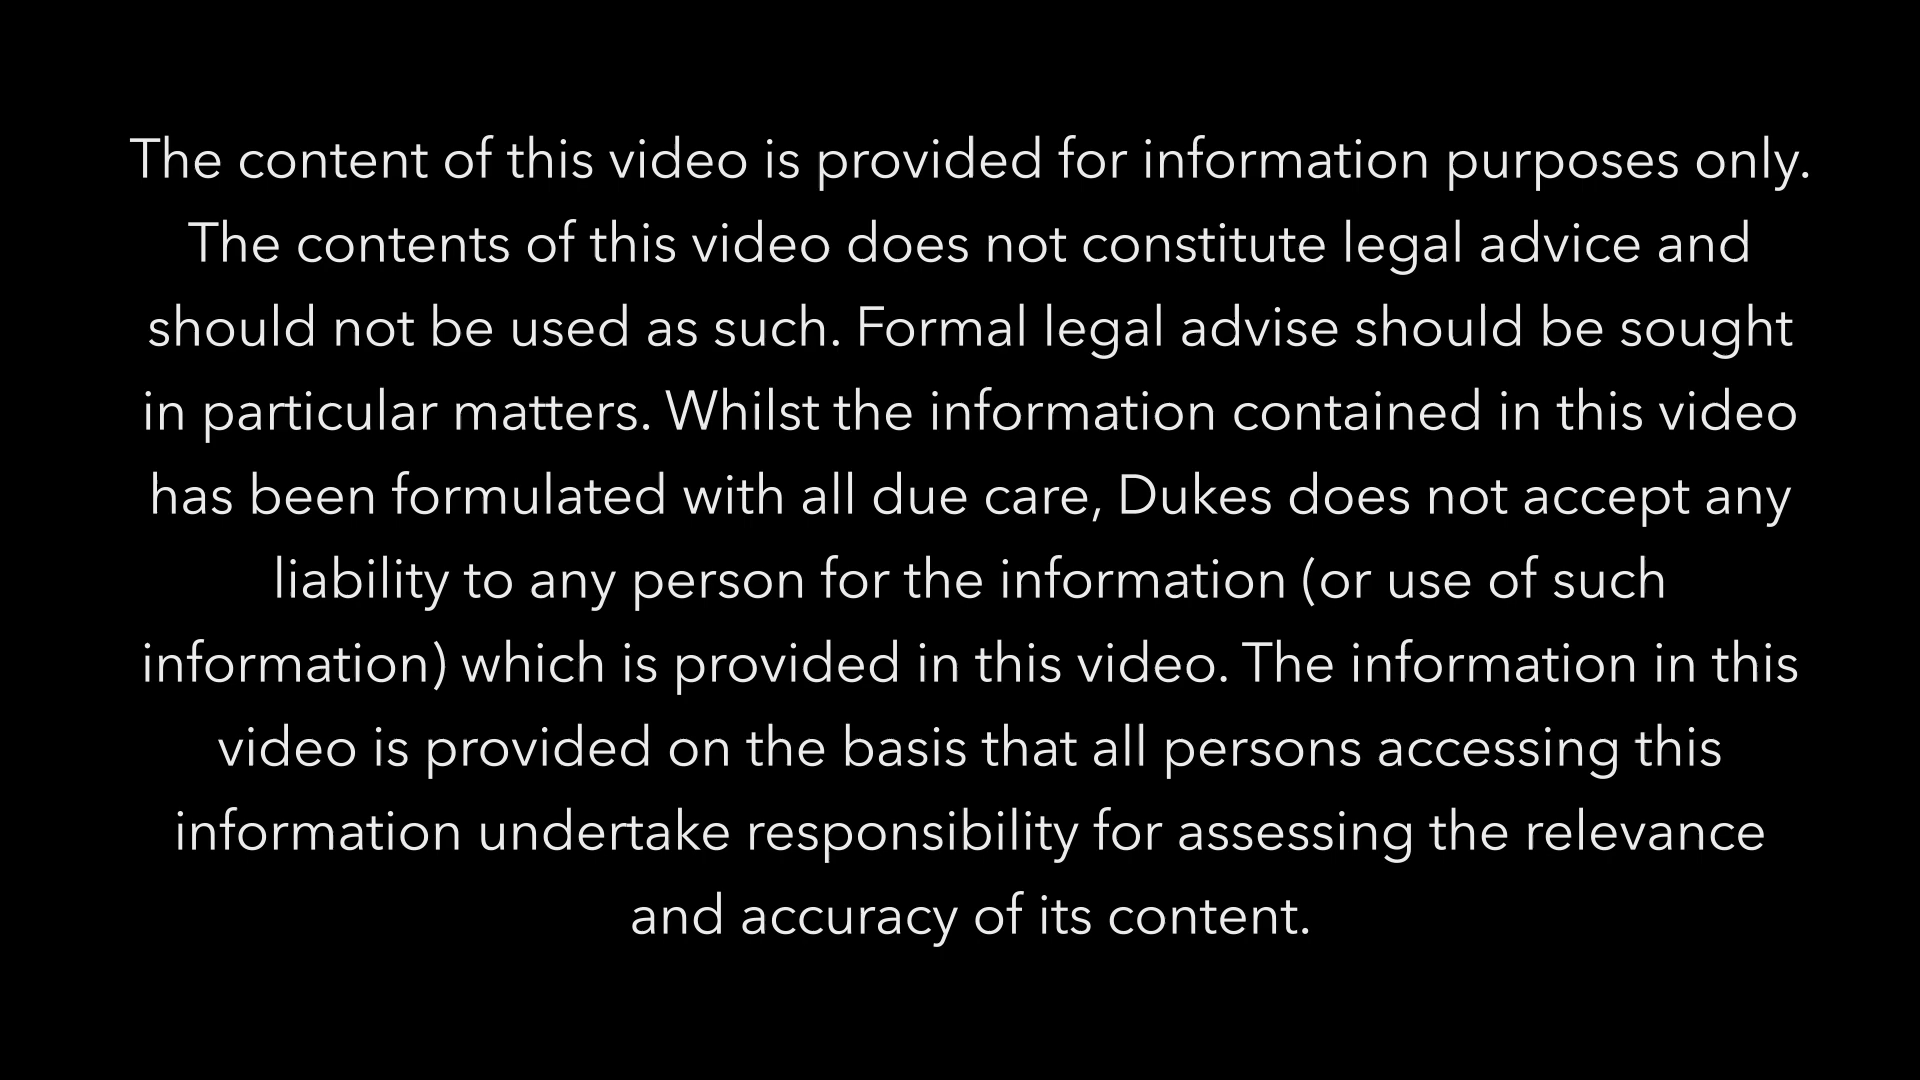 The content of this video is provided for information purposes only.
The contents of this video does not constitute legal advice and
should not be used as such. Formal legal advise should be sought
in particular matters. Whilst the information contained in this video
has been formulated with all due care, Dukes does not accept any
liability to any person for the information (or use of such
information) which is provided in this video. The information in this
video is provided on the basis that all persons accessing this
information undertake responsibility for assessing the relevance
and accuracy of its content.